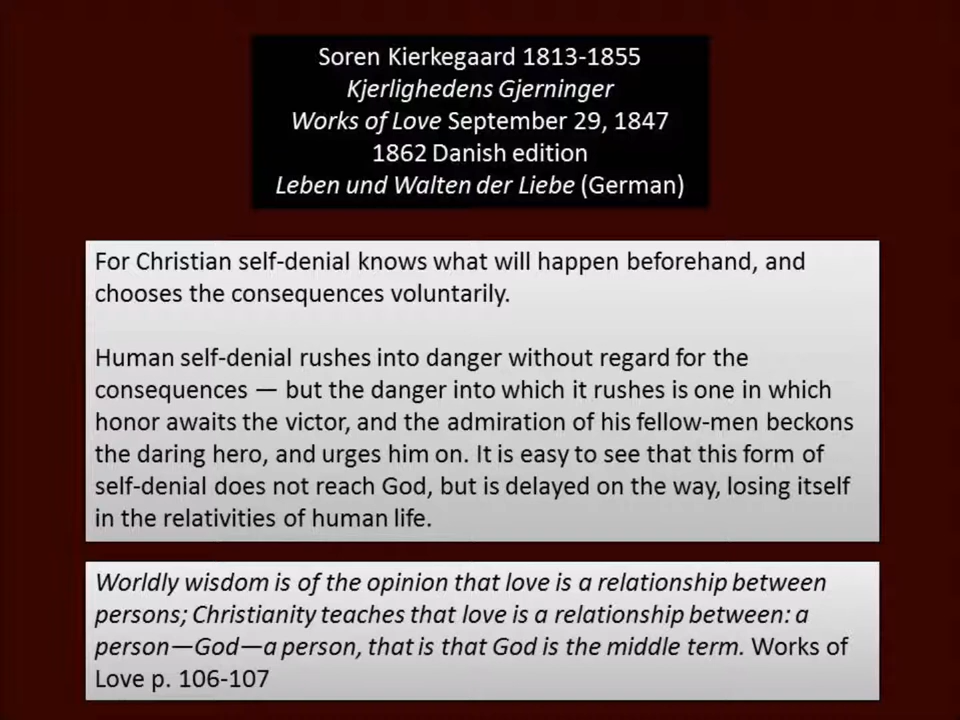 Soren Kierkegaard 1813-1855
Kjerlighedens Gjerninger
Works of Love September 29, 1847
1862 Danish edition
Leben und Walten der Liebe (German)
For Christian self-denial knows what will happen beforehand, and
chooses the consequences voluntarily.
Human self-denial rushes into danger without regard for the
consequences — but the danger into which it rushes is one in which
honor awaits the victor, and the admiration of his fellow-men beckons
the daring hero, and urges him on. It is easy to see that this form of
self-denial does not reach God, but is delayed on the way, losing itself
in the relativities of human life.
Worldly wisdom is of the opinion that love is a relationship between
persons; Christianity teaches that love is a relationship between: a
person—God—a person, that is that God is the middle term. Works of
Love p. 106-107